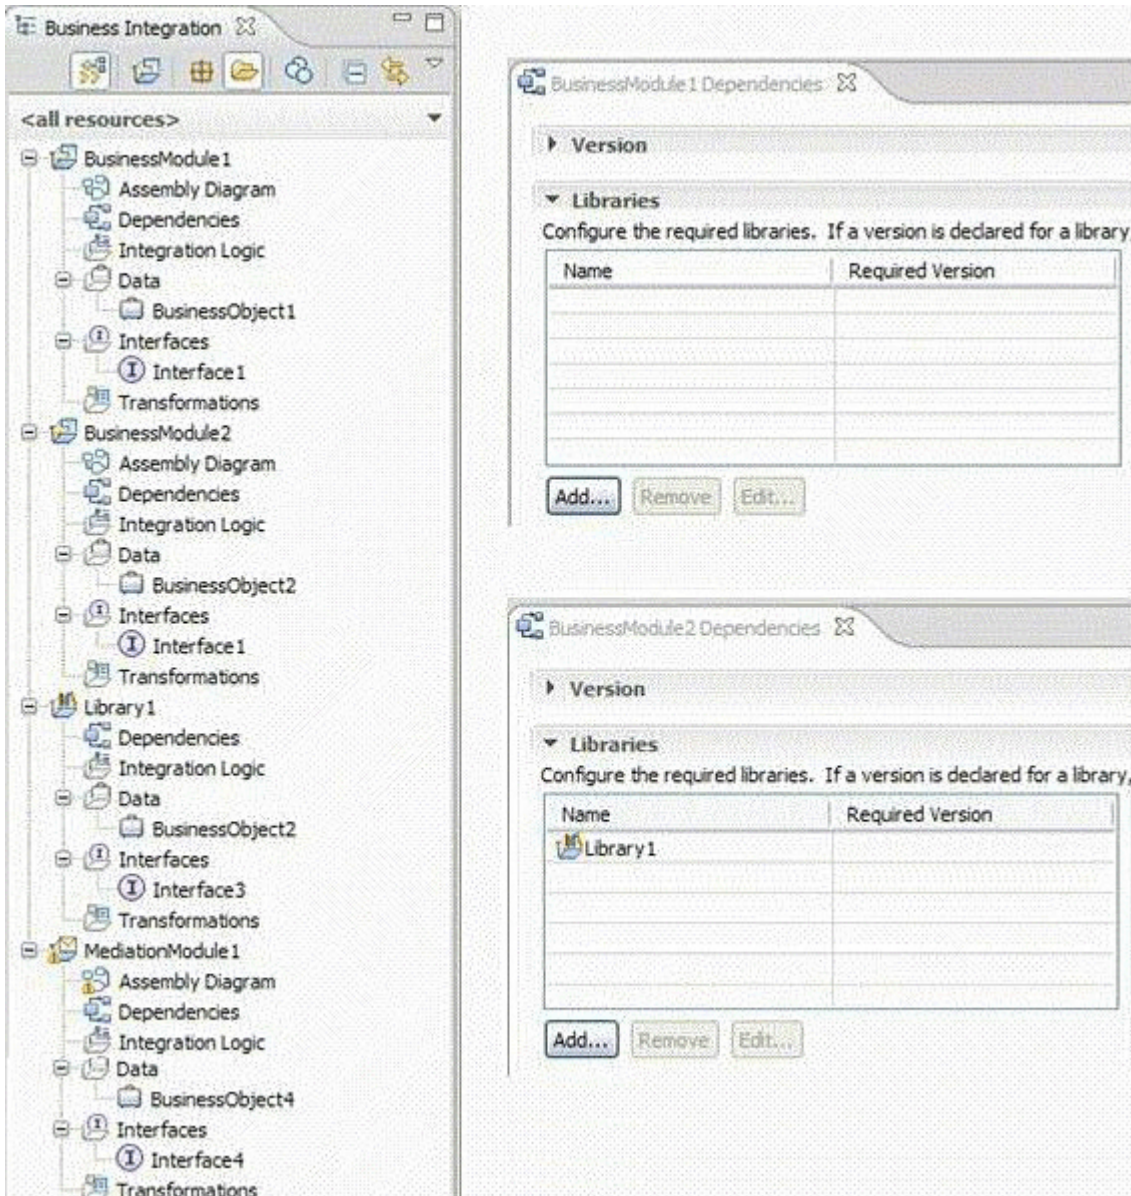 Business Integration
<all resources>
BusinessModule1
Assembly Diagram
Dependencies
Integration Logic
Data
BusinessObject1
Interfaces
Interface1
Transformations
BusinessModule2
Assembly Diagram
Dependencies
Integration Logic
Data
BusinessObject2
Interfaces
Interface1
Transformations
Library1
Dependencies
Integration Logic
Data
BusinessObject2
Interfaces
Interface3
Transformations
MediationModule1
Assembly Diagram
Dependencies
Integration Logic
Data
BusinessObject4
Interfaces
Interface4
Transformations
BusinessModule1 Dependencies
Version
Libraries
Configure the required libraries. If a version is declared for a library,
Name Required Version
Add... Remove Edit...
BusinessModule2 Dependencies
Version
Libraries
Configure the required libraries. If a version is declared for a library,
Name Required Version
Library1
Add... Remove Edit...